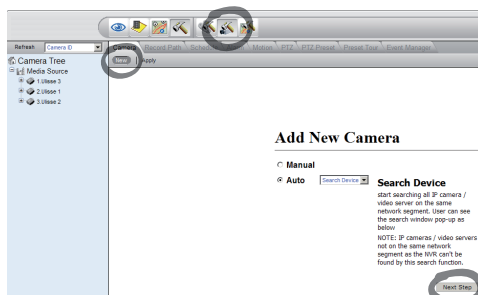 Refresh Camera ID
Camera Record Path Schedule Motion PTZ PTZ Preset Preset Tour Event Manager
New Apply
Camera Tree
Media Source
1.Ulisse 3
2.Ulisse 1
3.Ulisse 2
Add New Camera
Manual
Auto Search Device
Search Device
start searching all IP camera /
video server on the same
network segment. User can see
the search window pop-up as
below
NOTE: IP cameras / video servers
not on the same network
segment as the NVR can't be
found by this search function.
Next Step